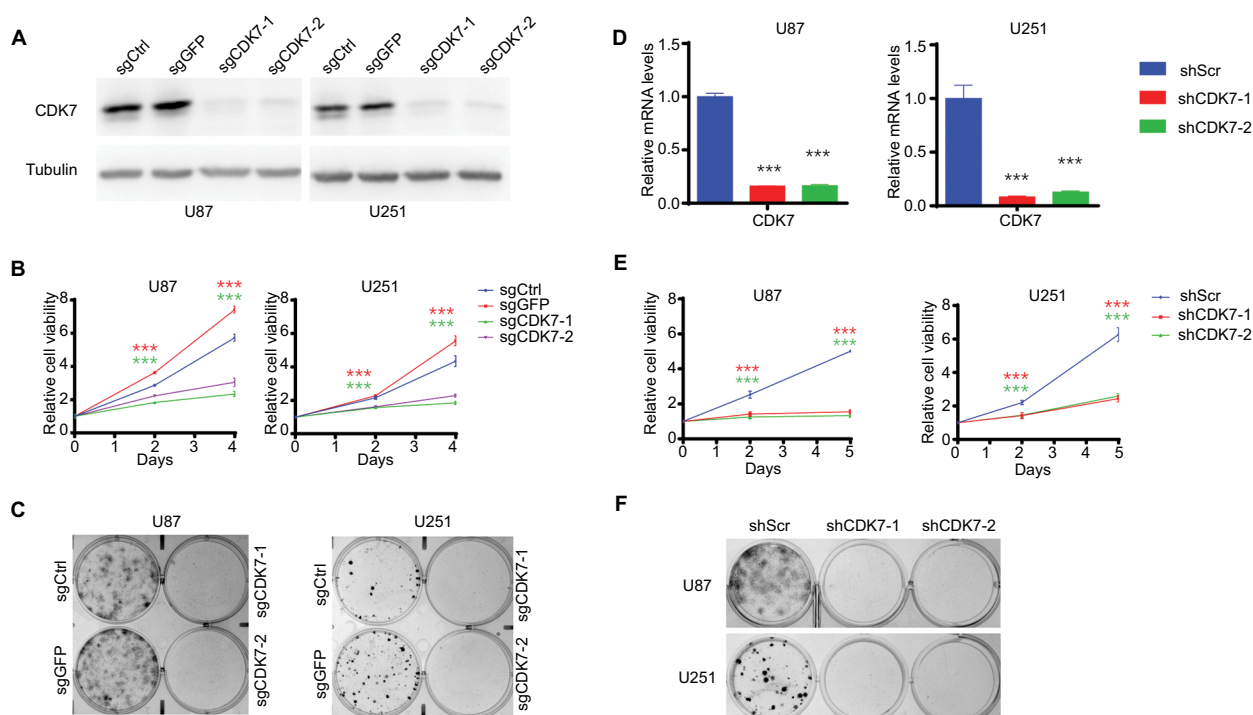 A
sgCtrl sgGFP sgCDK7-1 sgCDK7-2 sgCtrl sgGFP sgCDK7-1 sgCDK7-2
CDK7
Tubulin
U87 U251
B
U87
Relative cell viability
8
6
4
2
0
0 1 2 3 4
Days
***
***
***
***
U251
Relative cell viability
8
6
4
2
0
0 1 2 3 4
Days
***
***
***
***
sgCtrl
sgGFP
sgCDK7-1
sgCDK7-2
C
U87
sgCtrl
sgGFP
sgCDK7-1
sgCDK7-2
U251
sgCtrl
sgGFP
sgCDK7-1
sgCDK7-2
D
U87
Relative mRNA levels
1.5
1.0
0.5
0.0
*** ***
CDK7
U251
Relative mRNA levels
1.5
1.0
0.5
0.0
*** ***
CDK7
shScr
shCDK7-1
shCDK7-2
E
U87
Relative cell viability
8
6
4
2
0
0 1 2 3 4 5
Days
***
***
***
***
U251
Relative cell viability
8
6
4
2
0
0 1 2 3 4 5
Days
***
***
***
***
shScr
shCDK7-1
shCDK7-2
F
shScr shCDK7-1 shCDK7-2
U87
U251